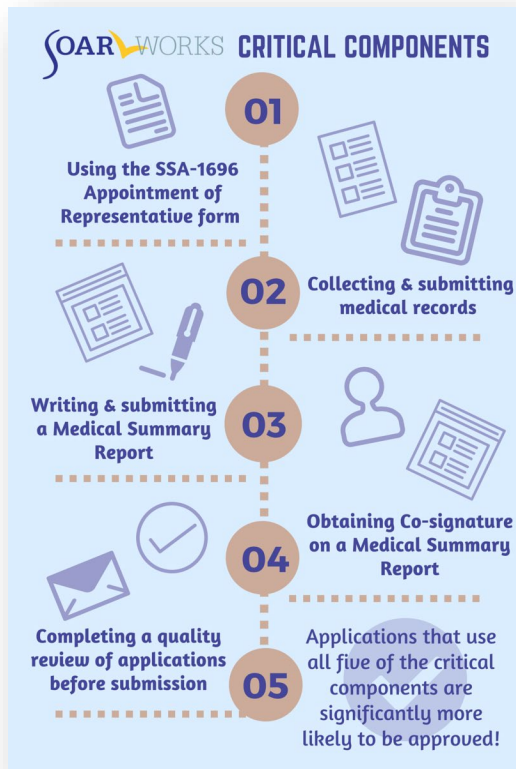 SOAR WORKS CRITICAL COMPONENTS
01
Using the SSA-1696
Appointment of
Representative form
02
Collecting & submitting
medical records
03
Writing & submitting
a Medical Summary
Report
04
Obtaining Co-signature
on a Medical Summary
Report
05
Completing a quality
review of applications
before submission
Applications that use
all five of the critical
components are
significantly more
likely to be approved!